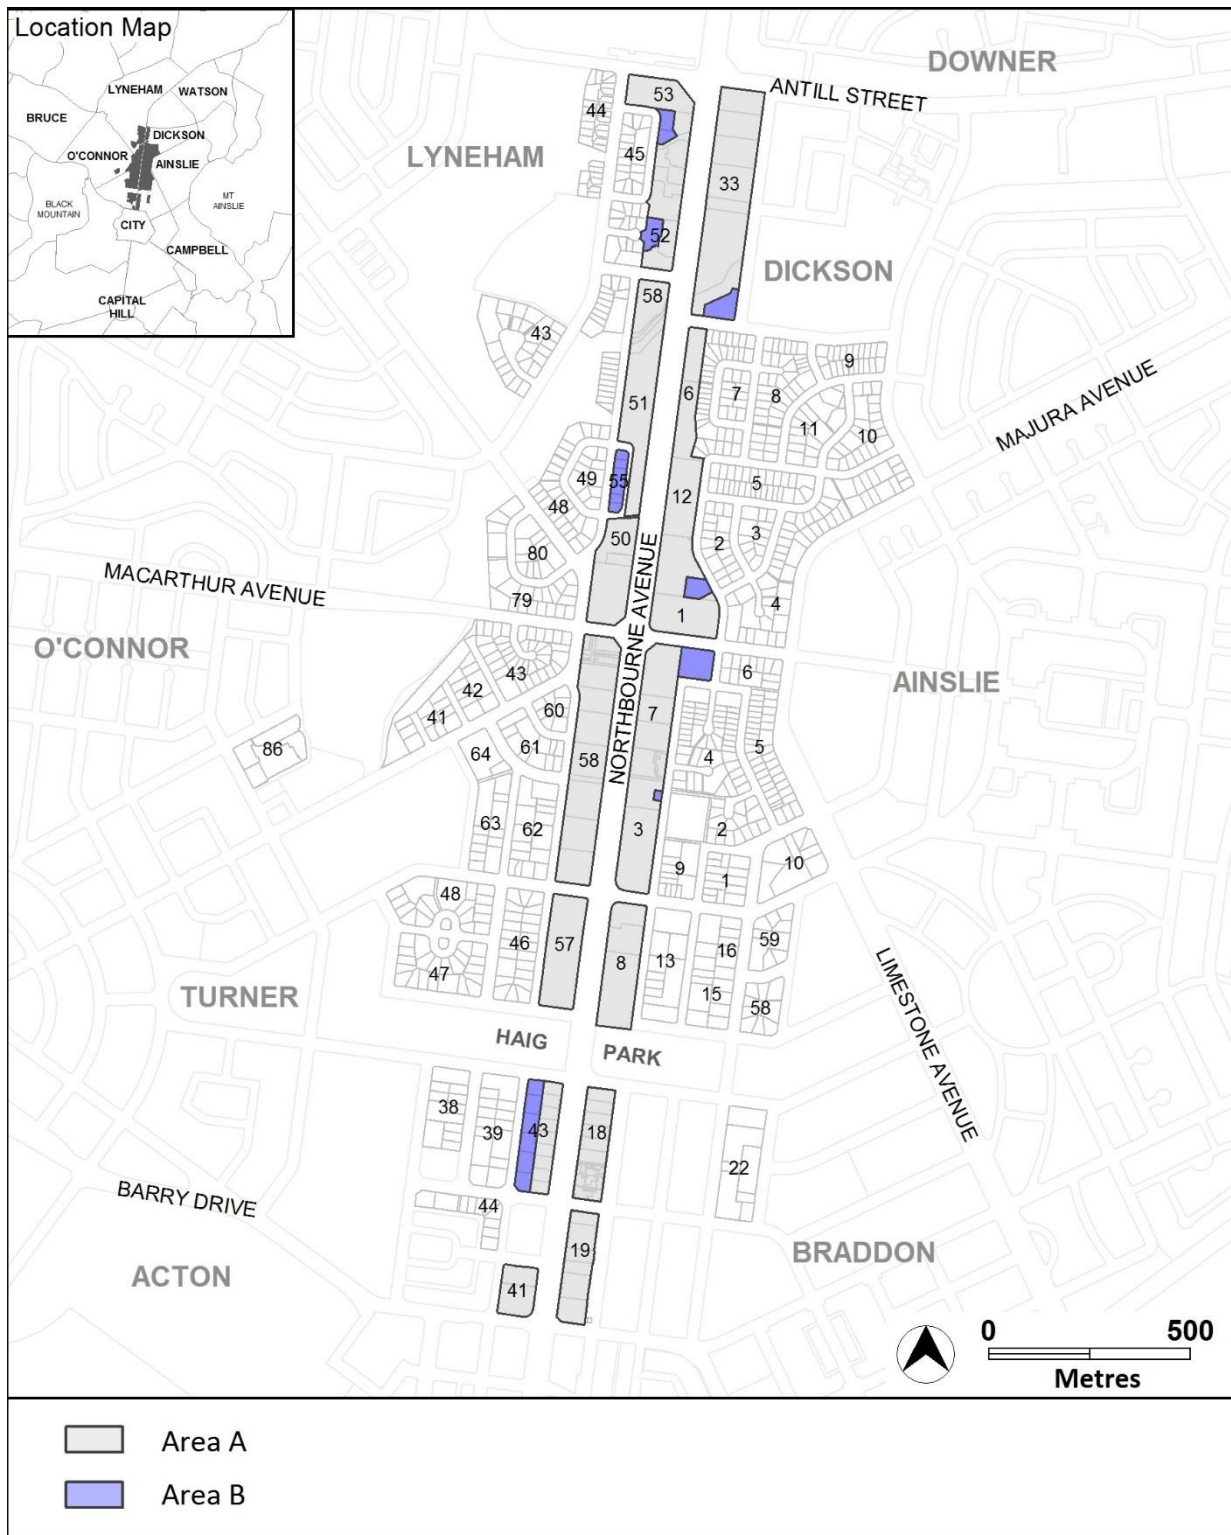 Location Map
LYNEHAM
WATSON
BRUCE
DICKSON
O'CONNOR
AINSLIE
BLACK
MOUNTAIN
MT
AINSLIE
CITY
CAMPBELL
CAPITAL
HILL
DOWNER
ANTILL STREET
53
44
LYNEHAM
45
33
52
DICKSON
58
43
9
MAJURA AVENUE
51
6
7
8
11
10
49
55
12
5
48
50
2
3
80
MACARTHUR AVENUE
79
1
4
NORTHBOURNE AVENUE
O'CONNOR
43
42
6
AINSLIE
41
60
7
86
64
61
58
4
5
63
62
3
2
9
1
10
48
46
57
8
13
16
59
47
15
58
TURNER
LIMESTONE AVENUE
HAIG
PARK
38
39
43
18
22
BARRY DRIVE
44
19
BRADDON
ACTON
41
0
500
Metres
Area A
Area B